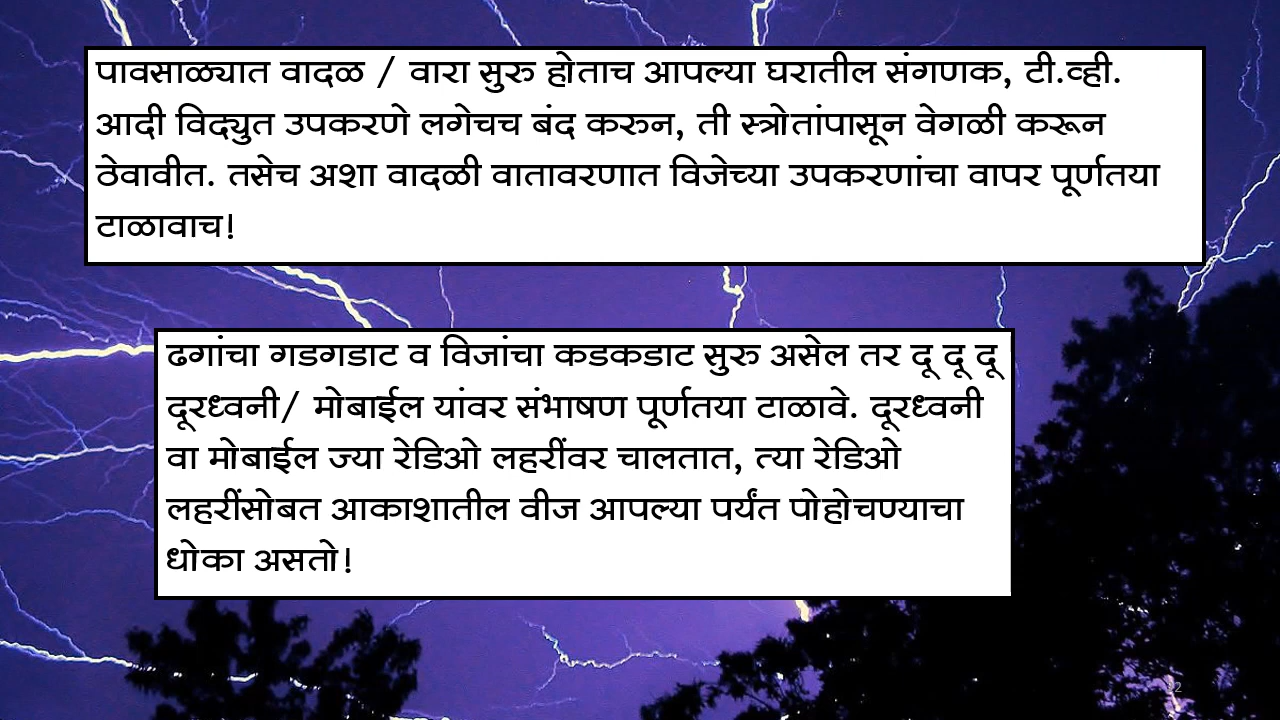 पावसाळ्यात वादळ / वारा सुरु होताच आपल्या घरातील संगणक, टी.व्ही.
आदी विद्युत उपकरणे लगेचच बंद करुन, ती स्त्रोतांपासून वेगळी करून
ठेवावीत. तसेच अशा वादळी वातावरणात विजेच्या उपकरणांचा वापर पूर्णतया
टाळावाच!
ढगांचा गडगडाट व विजांचा कडकडाट सुरु असेल तर दू दू दू
दूरध्वनी/ मोबाईल यांवर संभाषण पूर्णतया टाळावे. दूरध्वनी
वा मोबाईल ज्या रेडिओ लहरींवर चालतात, त्या रेडिओ
लहरींसोबत आकाशातील वीज आपल्या पर्यंत पोहोचण्याचा
धोका असतो!